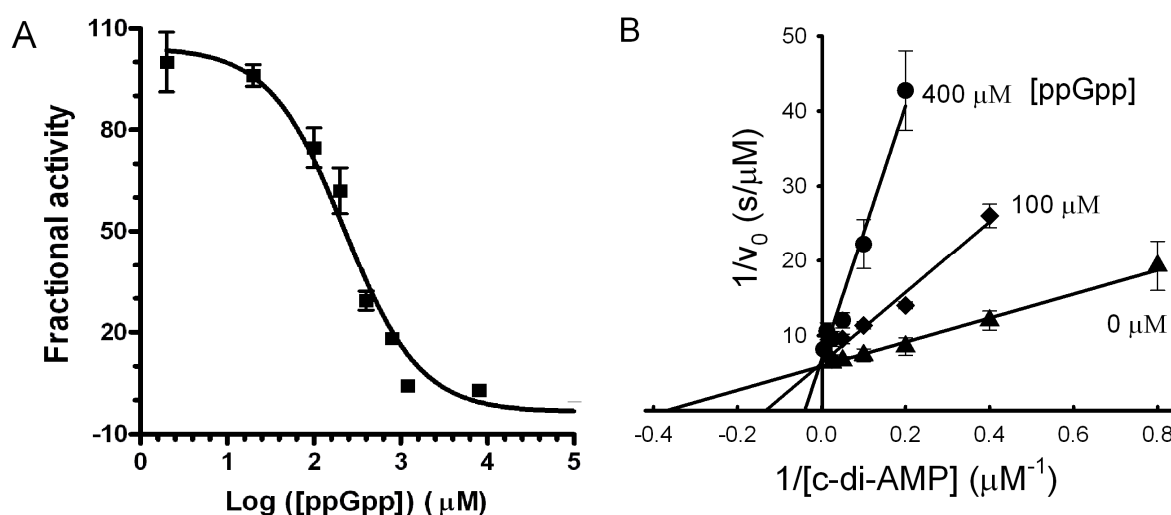 A
110
80
50
20
-10
Fractional activity
0 1 2 3 4 5
Log ([ppGpp]) (μM)
B
50
40
30
20
10
1/v0 (s/μM)
400 μM [ppGpp]
100 μM
0 μM
-0.4 -0.2 0.0 0.2 0.4 0.6 0.8
1/[c-di-AMP] (μM-1)